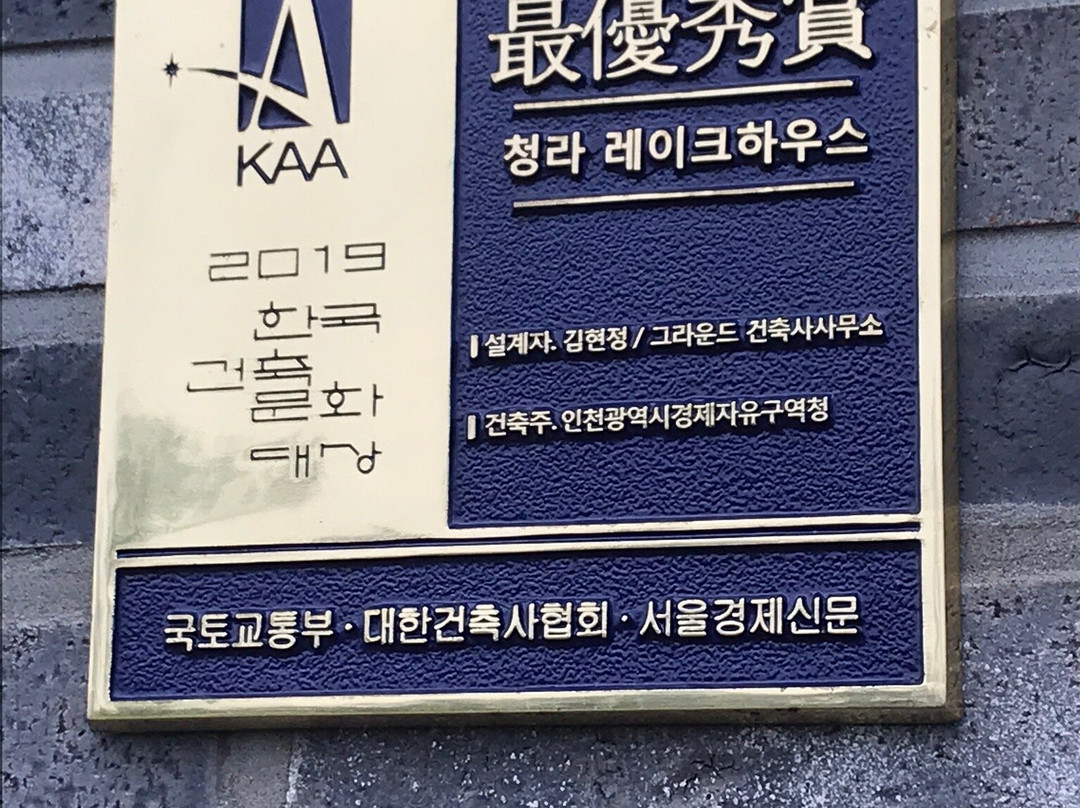 KAA
2019
한국
건축
문화
대상
最優秀賞
청라 레이크하우스
설계자. 김현정 / 그라운드 건축사사무소
건축주. 인천광역시경제자유구역청
국토교통부·대한건축사협회·서울경제신문